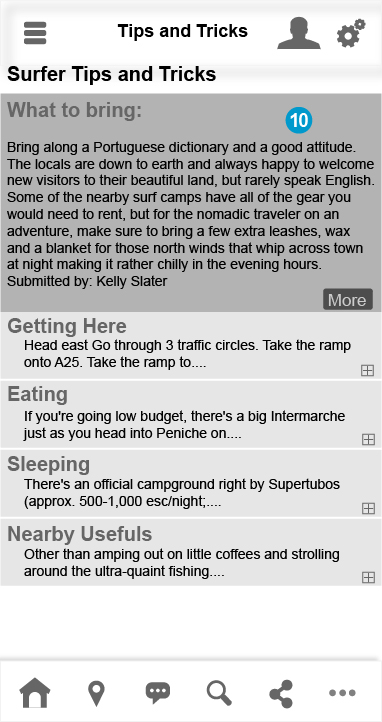 Tips and Tricks
Surfer Tips and Tricks
What to bring:
10
Bring along a Portuguese dictionary and a good attitude.
The locals are down to earth and always happy to welcome
new visitors to their beautiful land, but rarely speak English.
Some of the nearby surf camps have all of the gear you
would need to rent, but for the nomadic traveler on an
adventure, make sure to bring a few extra leashes, wax
and a blanket for those north winds that whip across town
at night making it rather chilly in the evening hours.
Submitted by: Kelly Slater
More
Getting Here
Head east Go through 3 traffic circles. Take the ramp
onto A25. Take the ramp to....
Eating
If you're going low budget, there's a big Intermarche
just as you head into Peniche on....
Sleeping
There's an official campground right by Supertubos
(approx. 500-1,000 esc/night;....
Nearby Usefuls
Other than amping out on little coffees and strolling
around the ultra-quaint fishing....